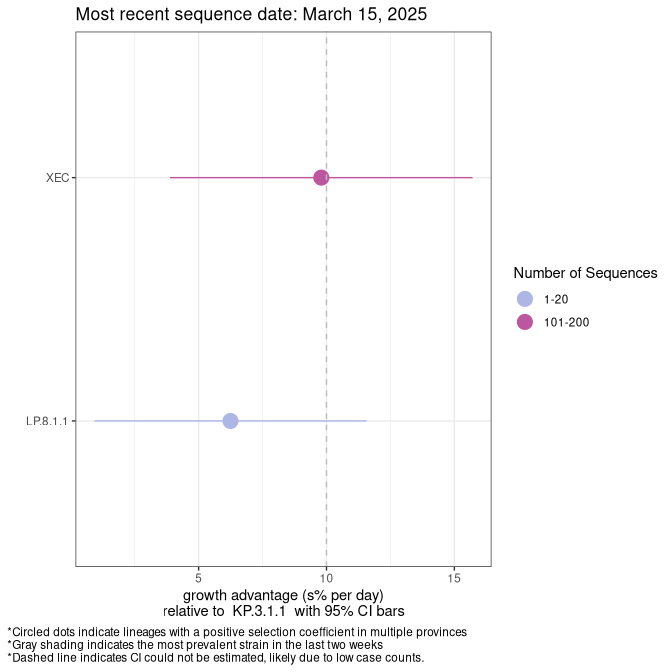 Most recent sequence date: March 15, 2025
XEC
LP.8.1.1
5
10
15
growth advantage (s% per day)
relative to KP.3.1.1 with 95% CI bars
Number of Sequences
1-20
101-200
*Circled dots indicate lineages with a positive selection coefficient in multiple provinces
*Gray shading indicates the most prevalent strain in the last two weeks
*Dashed line indicates CI could not be estimated, likely due to low case counts.